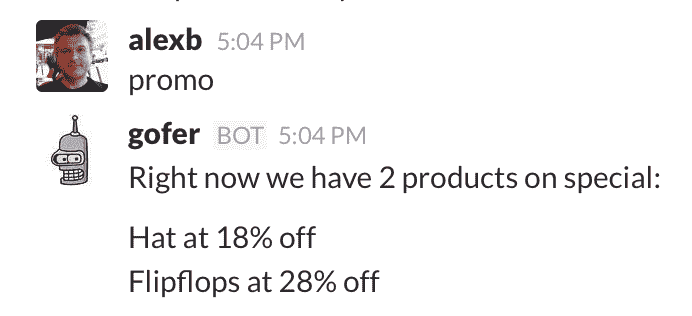 alexb 5:04 PM
promo
gofer BOT 5:04 PM
Right now we have 2 products on special:
Hat at 18% off
Flipflops at 28% off